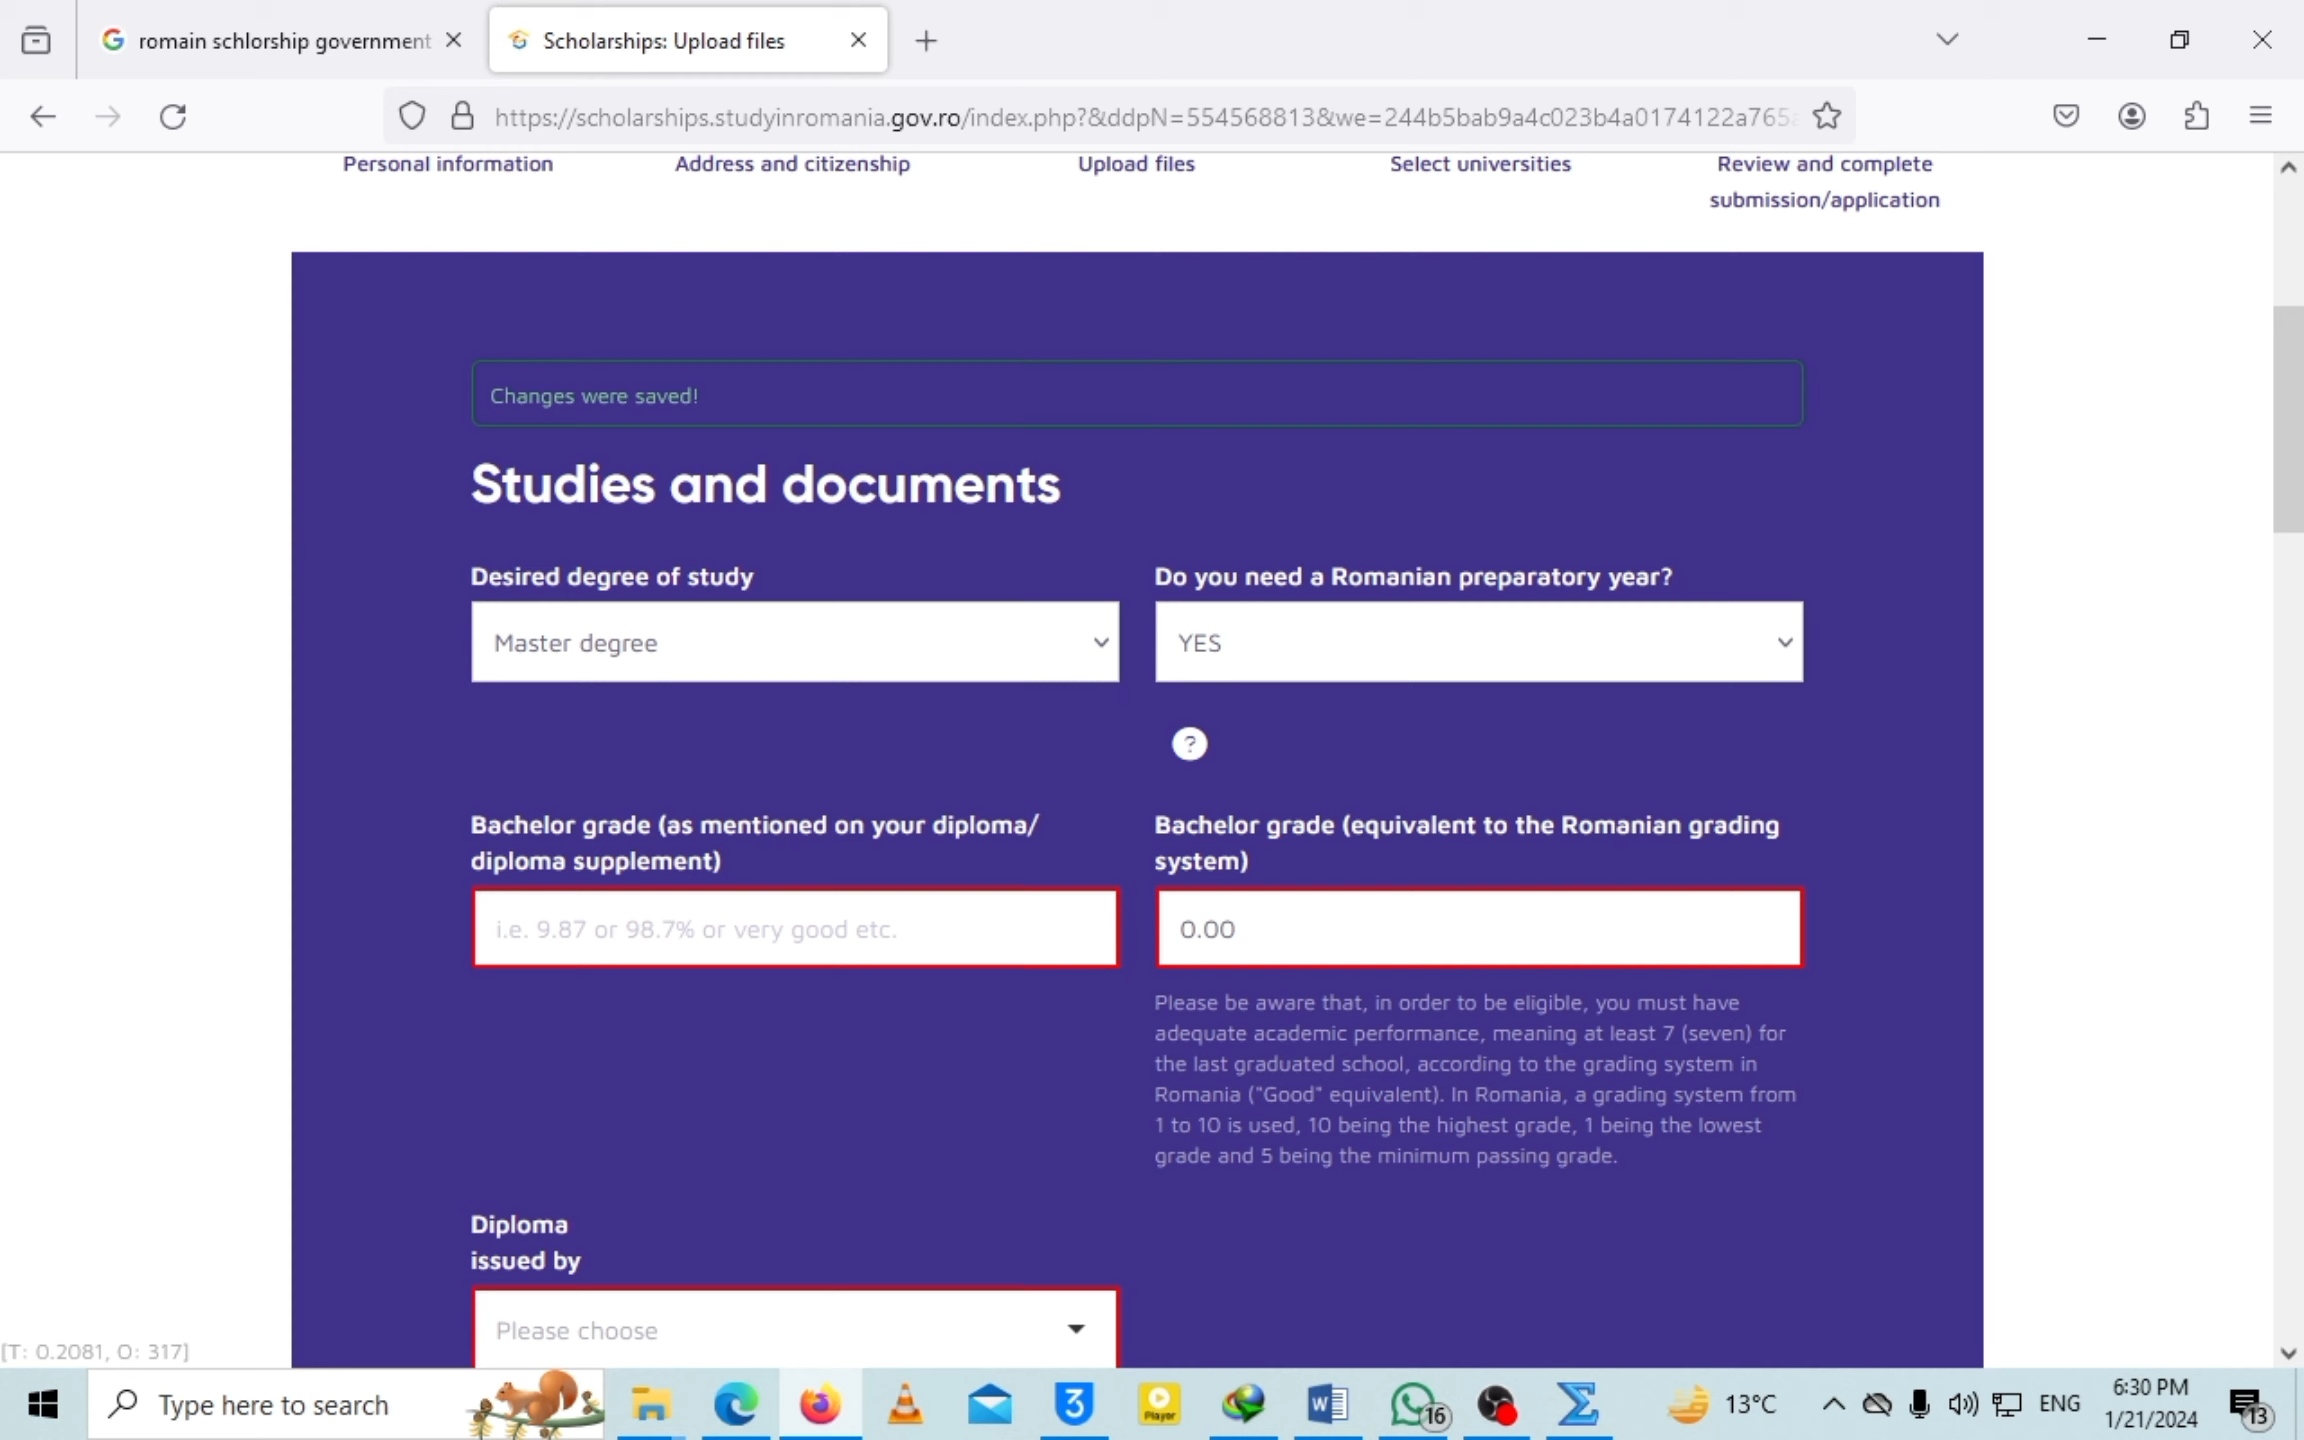 romain schlorship government
Scholarships: Upload files
https://scholarships.studyinromania.gov.ro/index.php?&ddpN=554568813&we=244b5bab9a4c023b4a0174122a765
Personal information
Address and citizenship
Upload files
Select universities
Review and complete
submission/application
Changes were saved!
Studies and documents
Desired degree of study
Do you need a Romanian preparatory year?
Master degree
YES
?
Bachelor grade (as mentioned on your diploma/
diploma supplement)
Bachelor grade (equivalent to the Romanian grading
system)
i.e. 9.87 or 98.7% or very good etc.
0.00
Please be aware that, in order to be eligible, you must have
adequate academic performance, meaning at least 7 (seven) for
the last graduated school, according to the grading system in
Romania ("Good" equivalent). In Romania, a grading system from
1 to 10 is used, 10 being the highest grade, 1 being the lowest
grade and 5 being the minimum passing grade.
Diploma
issued by
Please choose
[T: 0.2081, O: 317]
Type here to search
3
Player
W
16
13°C
ENG
6:30 PM
1/21/2024
13